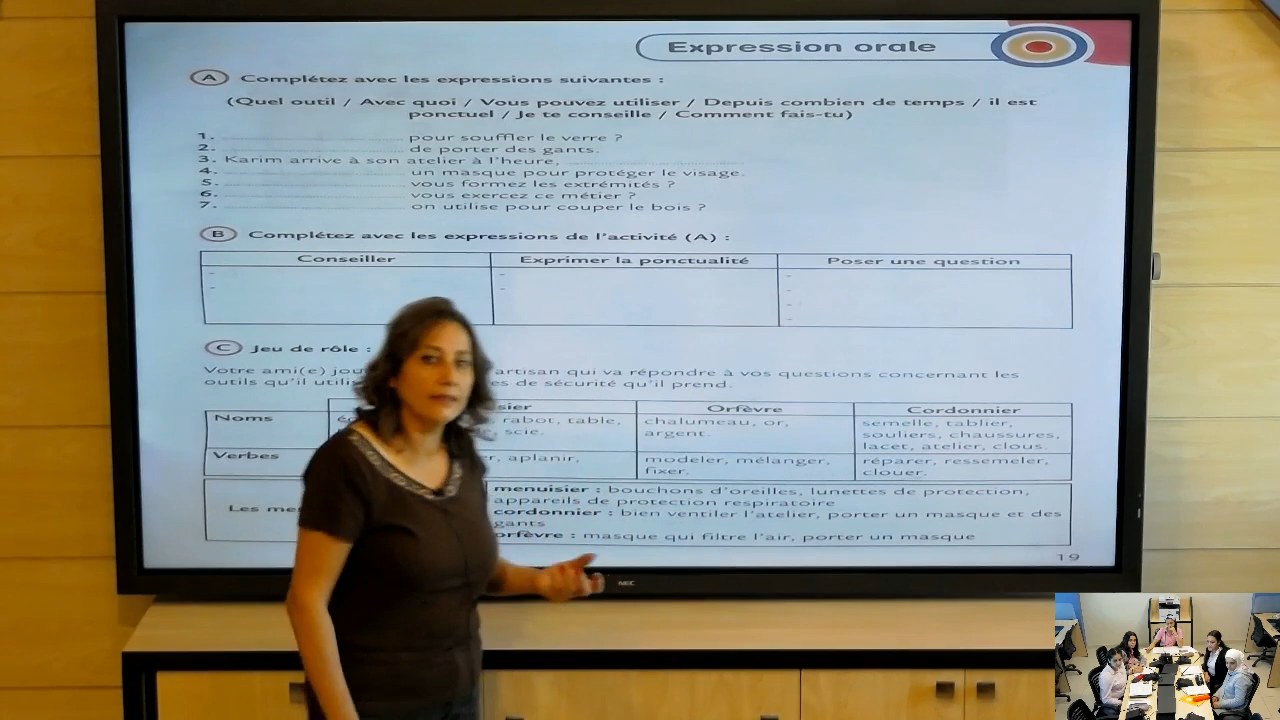 Expression orale
A Complétez avec les expressions suivantes :
(Quel outil / Avec quoi / Vous pouvez utiliser / Depuis combien de temps / il est
ponctuel / Je te conseille / Comment fais-tu)
1. pour souffler le verre ?
2. de porter des gants.
3. Karim arrive à son atelier à l'heure,
4. un masque pour protéger le visage.
5. vous formez les extrémités ?
6. vous exercez ce métier ?
7. on utilise pour couper le bois ?
B Complétez avec les expressions de l'activité (A) :
Conseiller Exprimer la ponctualité Poser une question
C Jeu de rôle :
Votre ami(e) artisan qui va répondre à vos questions concernant les
outils qu'il de sécurité qu'il prend.
Orfèvre Cordonnier
Noms rabot, table, chalumeau, or, semelle, tablier,
scie. argent. souliers, chaussures,
lacet, atelier, clous.
Verbes aplanir, modeler, mélanger, réparer, ressemeler,
fixer. clouer.
menuisier : bouchons d'oreilles, lunettes de protection,
appareils de protection respiratoire
Les cordonnier : bien ventiler l'atelier, porter un masque et des
gants
orfèvre : masque qui filtre l'air, porter un masque
19
NEC